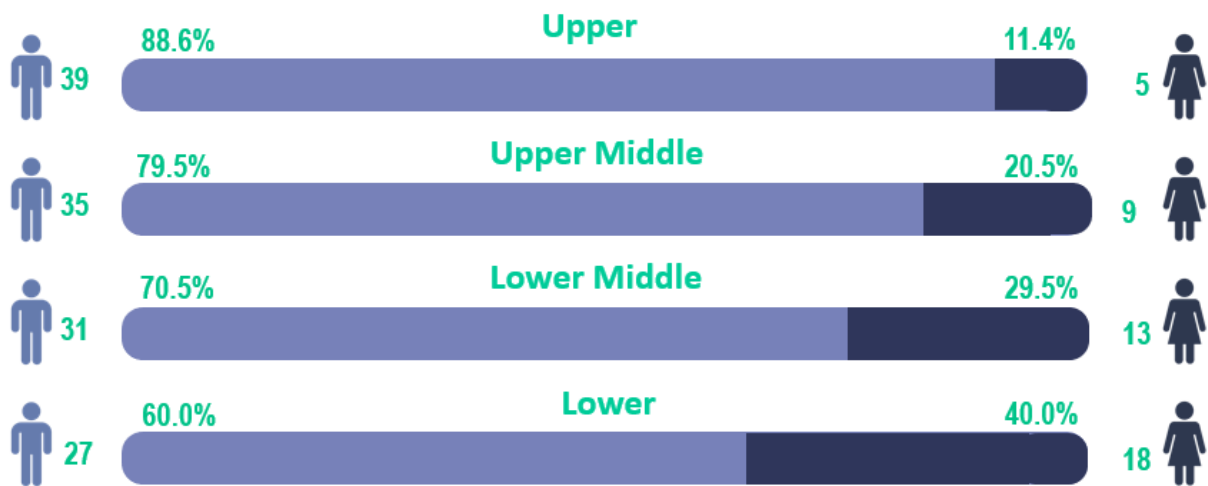 Upper
88.6% 11.4%
39 5
Upper Middle
79.5% 20.5%
35 9
Lower Middle
70.5% 29.5%
31 13
Lower
60.0% 40.0%
27 18